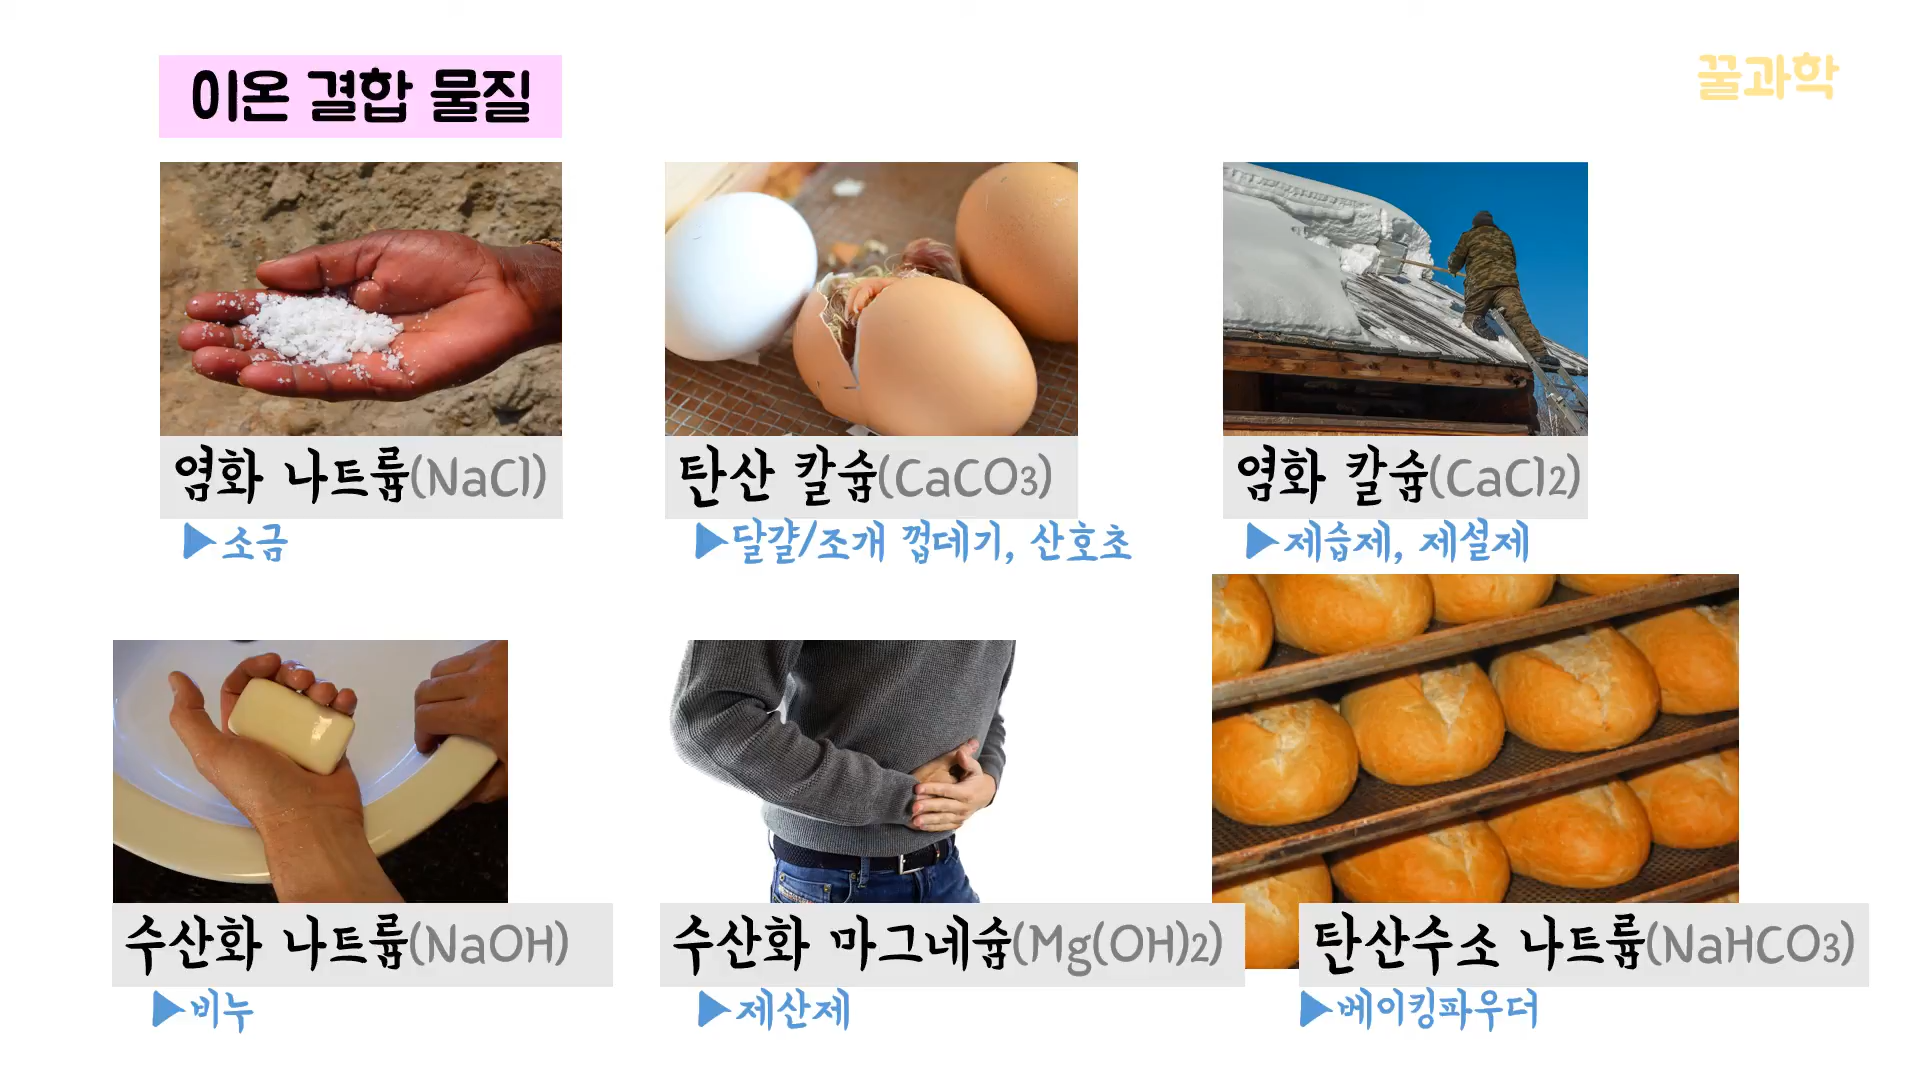 이온 결합 물질
꿀과학
염화 나트륨(NaCl)
▶소금
탄산 칼슘(CaCO3)
▶달걀/조개 껍데기, 산호초
염화 칼슘(CaCl2)
▶제습제, 제설제
수산화 나트륨(NaOH)
▶비누
수산화 마그네슘(Mg(OH)2)
▶제산제
탄산수소 나트륨(NaHCO3)
▶베이킹파우더